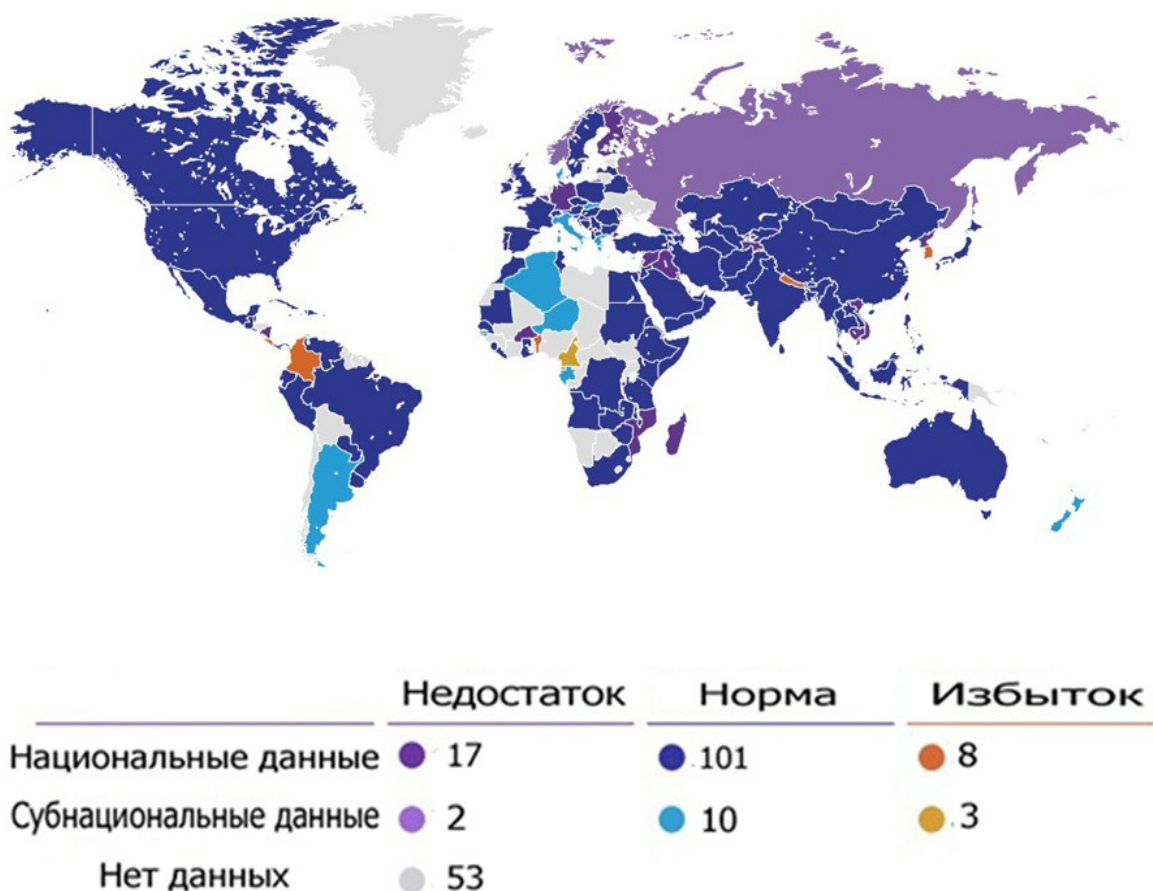 Недостаток Норма Избыток
Национальные данные 17 101 8
Субнациональные данные 2 10 3
Нет данных 53